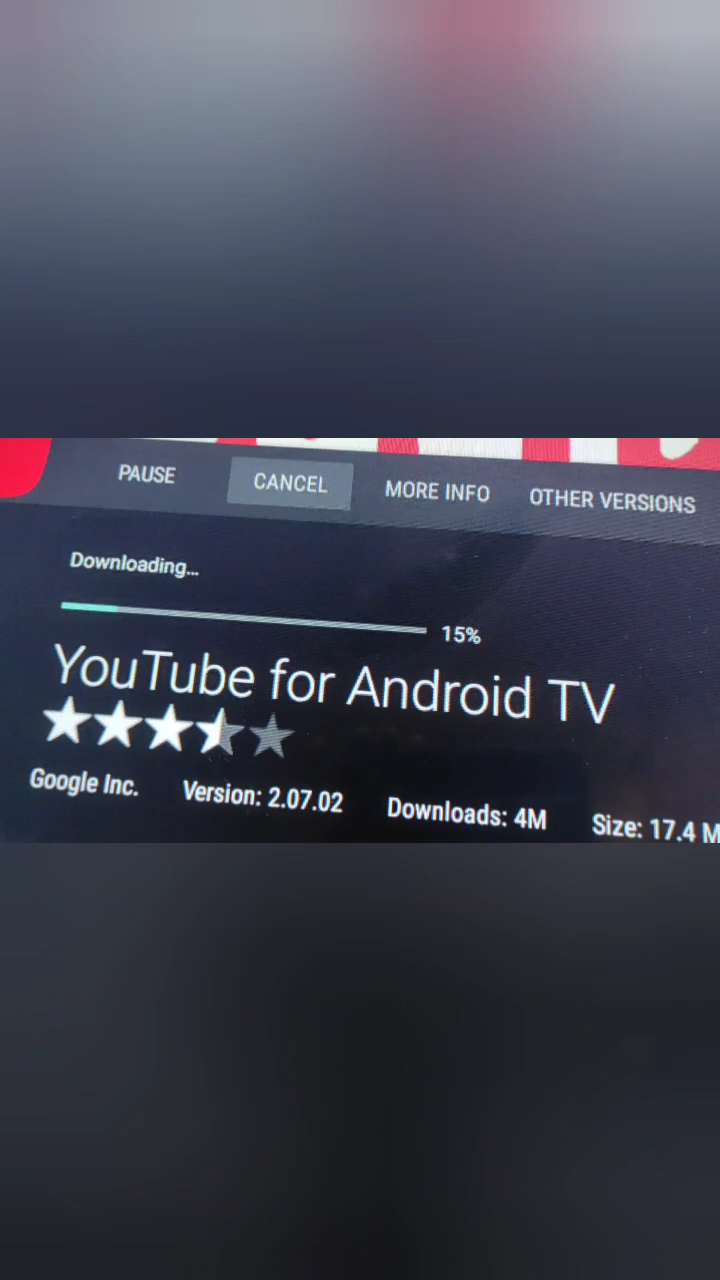 PAUSE CANCEL MORE INFO OTHER VERSIONS
Downloading...
15%
YouTube for Android TV
Google Inc. Version: 2.07.02 Downloads: 4M Size: 17.4 M